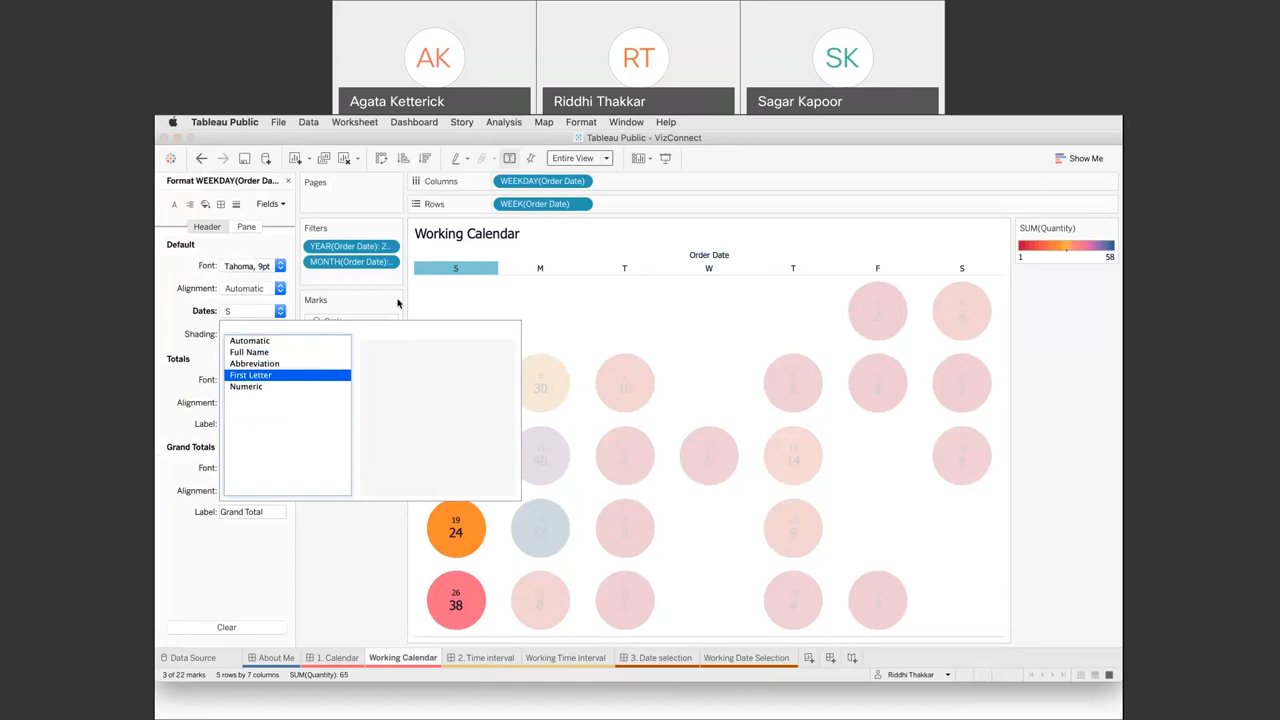 AK
RT
SK
Agata Ketterick
Riddhi Thakkar
Sagar Kapoor
Tableau Public File Data Worksheet Dashboard Story Analysis Map Format Window Help
Tableau Public - VizConnect
Entire View
Show Me
Format WEEKDAY(Order Da...
Fields
Header Pane
Default
Font: Tahoma, 9pt
Alignment: Automatic
Dates: S
Shading:
Totals
Font:
Alignment:
Label:
Grand Totals
Font:
Alignment:
Label: Grand Total
Clear
Automatic
Full Name
Abbreviation
First Letter
Numeric
Pages
Filters
YEAR(Order Date): 2..
MONTH(Order Date):..
Marks
Columns WEEKDAY(Order Date)
Rows WEEK(Order Date)
Working Calendar
Order Date
S M T W T F S
2
30 10
46 14
19
24
26
38
SUM(Quantity)
1 58
Data Source About Me 1. Calendar Working Calendar 2. Time interval Working Time Interval 3. Date selection Working Date Selection
3 of 22 marks 5 rows by 7 columns SUM(Quantity): 65
Riddhi Thakkar